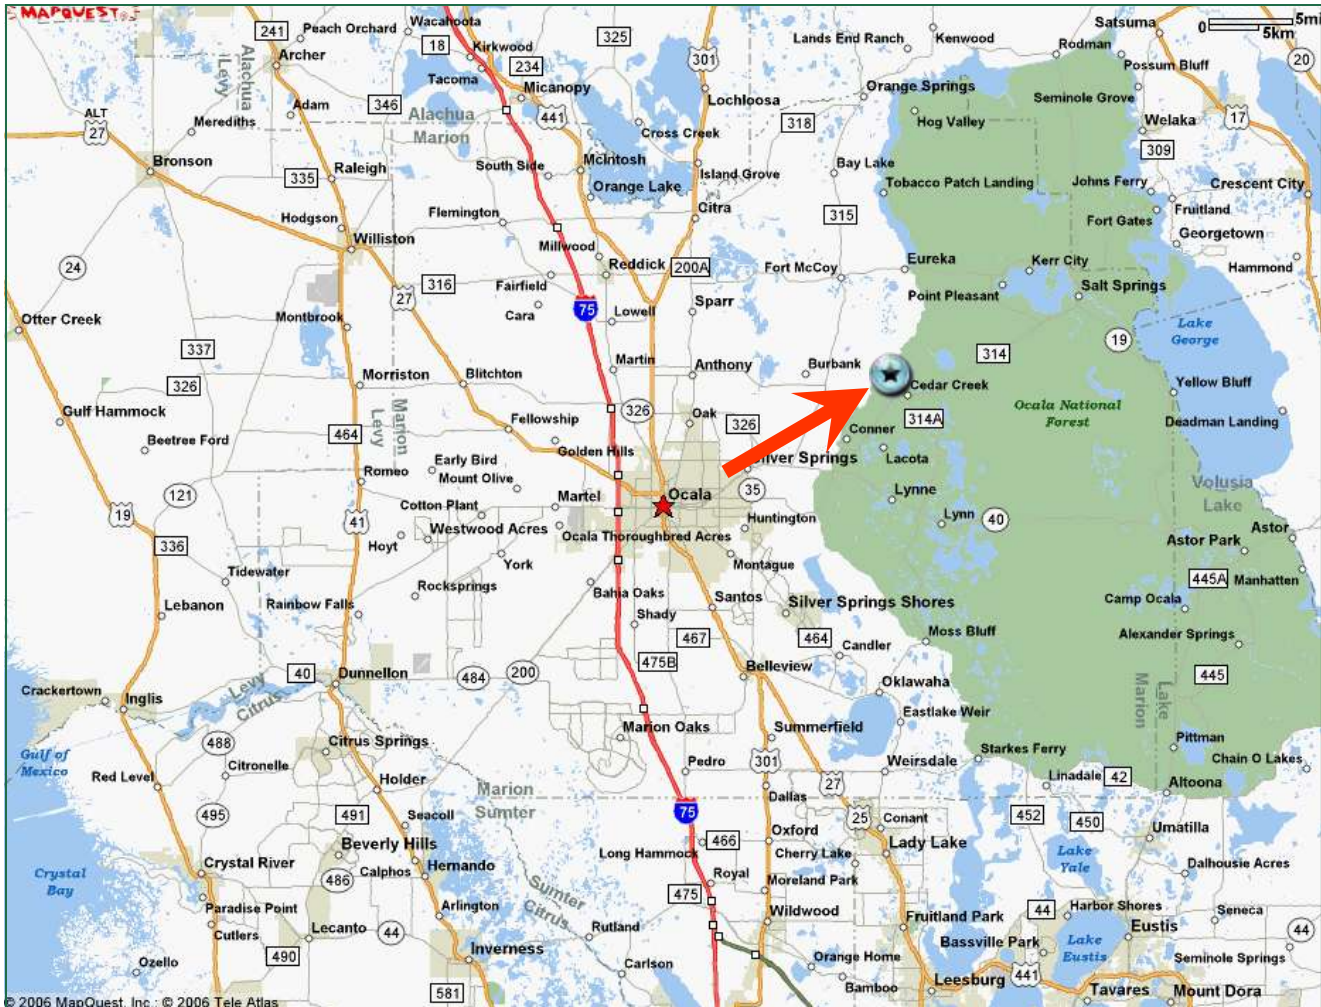 MAPQUEST
Wacahoota
Satsuma
0 5mi
5km
241
Peach Orchard
18
Kirkwood
325
Lands End Ranch
Kenwood
Rodman
Archer
Alachua
Levy
Tacoma
234
301
Possum Bluff
20
Micanopy
Lochloosa
Orange Springs
Seminole Grove
ALT
27
Adam
346
Alachua
Marion
441
Cross Creek
318
Hog Valley
Welaka
17
Merediths
309
Bronson
335
Raleigh
South Side
McIntosh
Island Grove
Bay Lake
Orange Lake
Tobacco Patch Landing
Johns Ferry
Crescent City
Hodgson
Flemington
Citra
315
Fruitland
Fort Gates
Williston
Millwood
Georgetown
24
Reddick
200A
Fort McCoy
Eureka
Kerr City
Hammond
27
316
Fairfield
Point Pleasant
Salt Springs
Cara
75
Lowell
Sparr
Otter Creek
Montbrook
Lake
George
337
19
314
Martin
Anthony
Burbank
326
Morriston
Blitchton
Cedar Creek
Yellow Bluff
Gulf Hammock
Levy
Marion
Fellowship
326
Oak
326
314A
Ocala National
Forest
Deadman Landing
Beetree Ford
464
Golden Hills
Conner
Early Bird
Silver Springs
Lacota
Romeo
Mount Olive
Volusia
Lake
121
Martel
Ocala
35
Lynne
19
41
Cotton Plant
Westwood Acres
Huntington
Lynn
40
Astor
336
Hoyt
Ocala Thoroughbred Acres
Astor Park
York
Montague
Tidewater
Rocksprings
445A
Manhatten
Lebanon
Rainbow Falls
Bahia Oaks
Santos
Silver Springs Shores
Camp Ocala
Shady
467
464
Candler
Moss Bluff
Alexander Springs
40
Dunnellon
484
200
475B
Belleview
445
Crackertown
Levy
Citrus
Oklawaha
Marion
Lake
Inglis
Eastlake Weir
Marion Oaks
Summerfield
488
Citrus Springs
Starkes Ferry
Pittman
Gulf of
Mexico
Chain O Lakes
Red Level
Citronelle
Holder
Pedro
301
27
Weirsdale
Linadale
42
Altoona
Marion
Sumter
Dallas
495
491
Seacoll
75
25
Conant
452
450
Umatilla
Beverly Hills
466
Oxford
Long Hammock
Cherry Lake
Lady Lake
Lake
Yale
Crystal River
486
Calphos
Hernando
Dalhousie Acres
Crystal
Bay
Royal
Moreland Park
Sumter
Citrus
475
Paradise Point
Arlington
Wildwood
Fruitland Park
44
Harbor Shores
Seneca
Cutlers
Lecanto
44
Rutland
Bassville Park
Lake
Eustis
Eustis
44
490
Inverness
Orange Home
Seminole Springs
Ozello
Carlson
Bamboo
Leesburg
441
581
Tavares
Mount Dora
© 2006 MapQuest, Inc.; © 2006 Tele Atlas